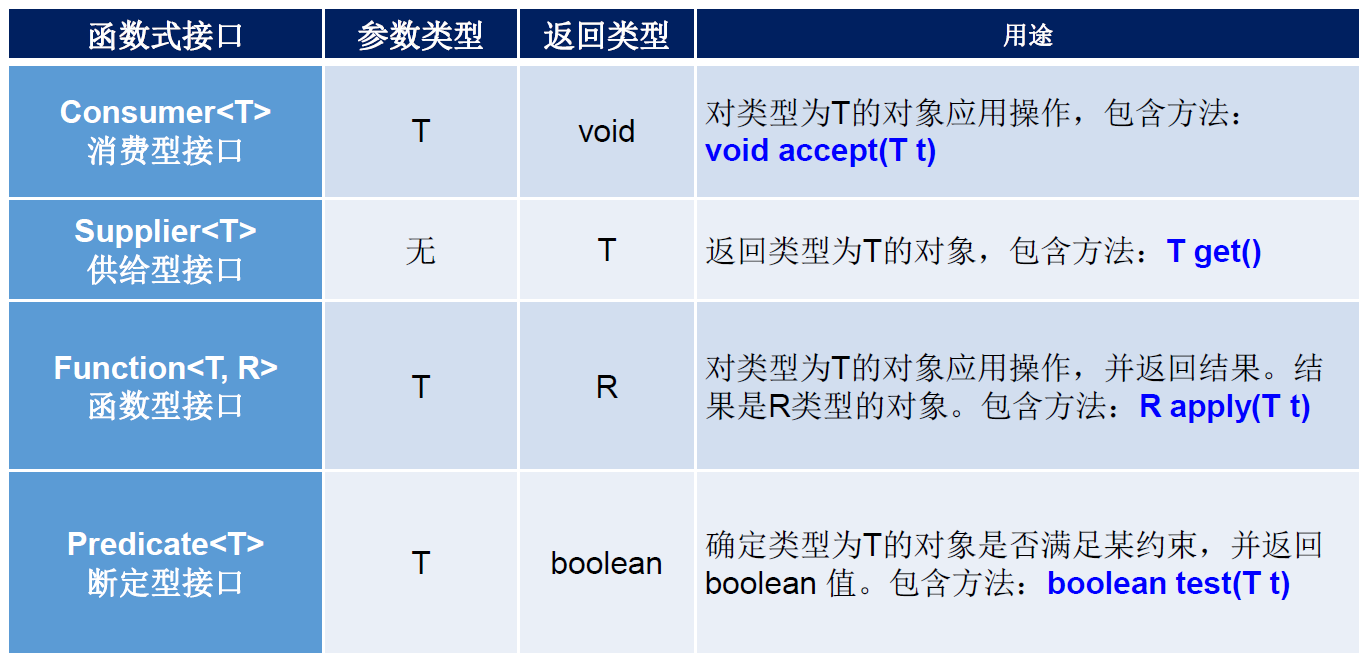 函数式接口 参数类型 返回类型 用途
Consumer<T>
消费型接口
T
void
对类型为T的对象应用操作，包含方法：
void accept(T t)
Supplier<T>
供给型接口
无
T
返回类型为T的对象，包含方法：T get()
Function<T, R>
函数型接口
T
R
对类型为T的对象应用操作，并返回结果。结
果是R类型的对象。包含方法：R apply(T t)
Predicate<T>
断定型接口
T
boolean
确定类型为T的对象是否满足某约束，并返回
boolean 值。包含方法：boolean test(T t)